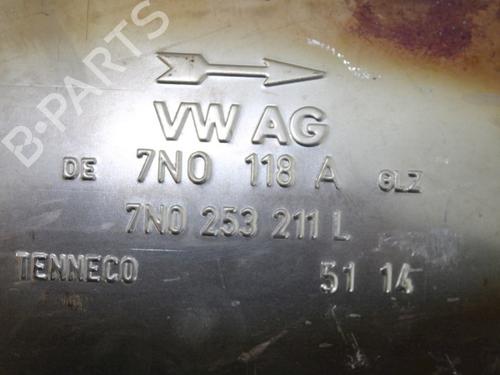 B-PARTS
VW AG
DE 7N0 118 A GLZ
7N0 253 211 L
TENNECO 51 14